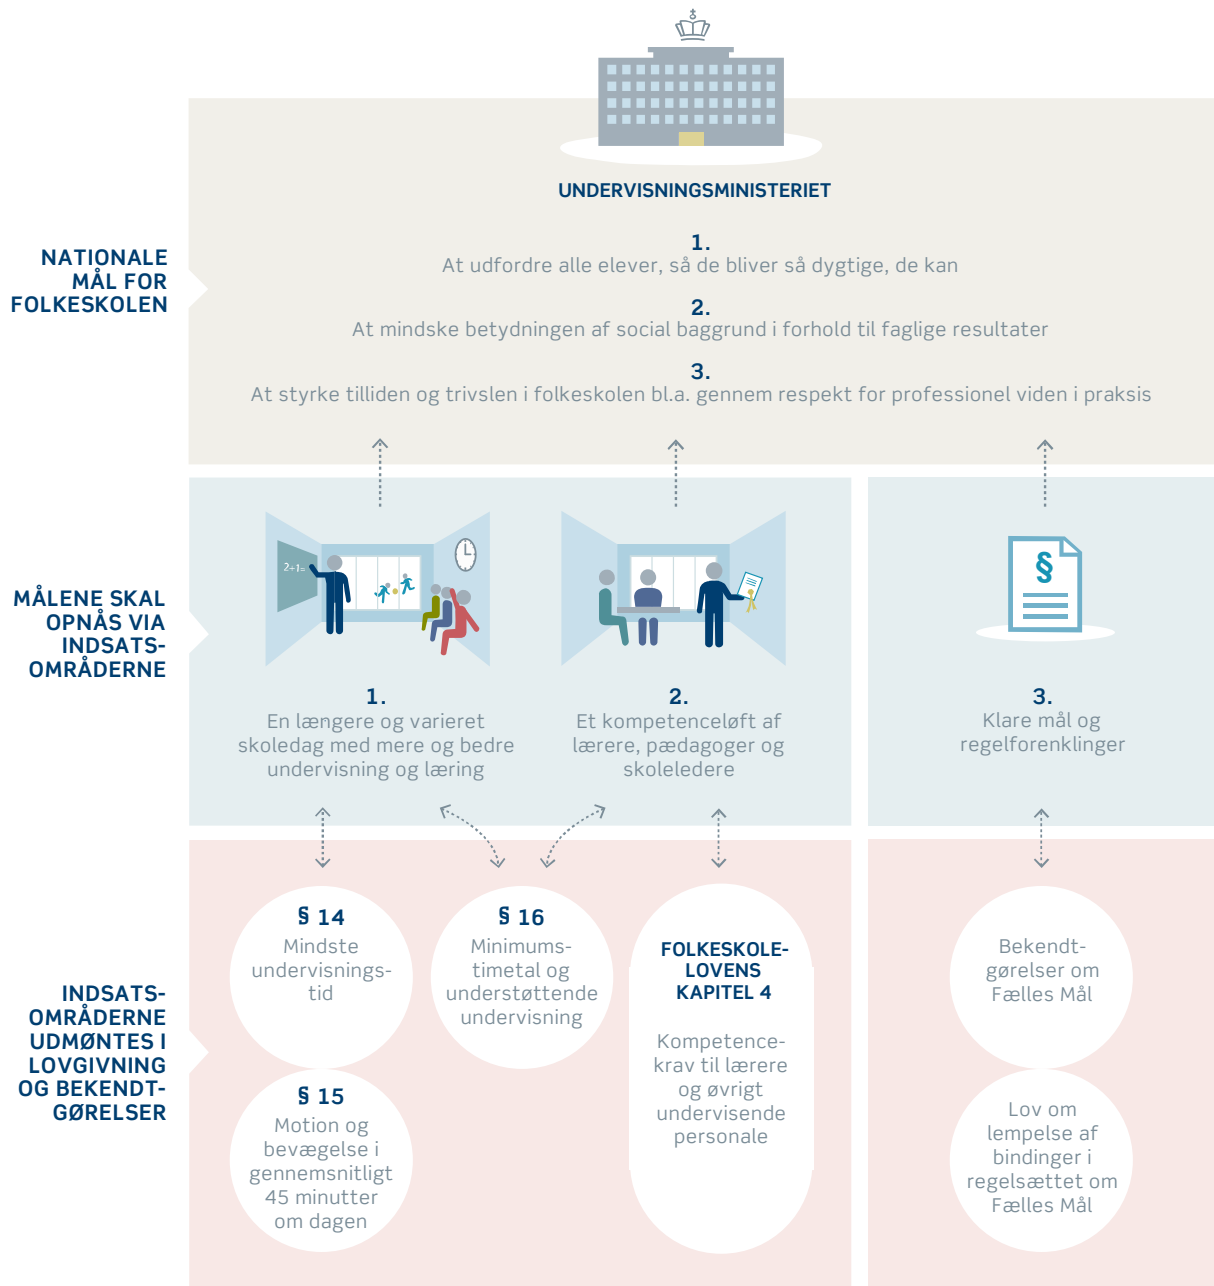 UNDERVISNINGSMINISTERIET
NATIONALE
MÅL FOR
FOLKESKOLEN
1.
At udfordre alle elever, så de bliver så dygtige, de kan
2.
At mindske betydningen af social baggrund i forhold til faglige resultater
3.
At styrke tilliden og trivslen i folkeskolen bl.a. gennem respekt for professionel viden i praksis
MÅLENE SKAL
OPNÅS VIA
INDSATS-
OMRÅDERNE
2+1=
1.
En længere og varieret
skoledag med mere og bedre
undervisning og læring
2.
Et kompetenceløft af
lærere, pædagoger og
skoleledere
§
3.
Klare mål og
regelforenklinger
INDSATS-
OMRÅDERNE
UDMØNTES I
LOVGIVNING
OG BEKENDT-
GØRELSER
§ 14
Mindste
undervisnings-
tid
§ 15
Motion og
bevægelse i
gennemsnitligt
45 minutter
om dagen
§ 16
Minimums-
timetal og
understøttende
undervisning
FOLKESKOLE-
LOVENS
KAPITEL 4
Kompetence-
krav til lærere
og øvrigt
undervisende
personale
Bekendt-
gørelser om
Fælles Mål
Lov om
lempelse af
bindinger i
regelsættet om
Fælles Mål